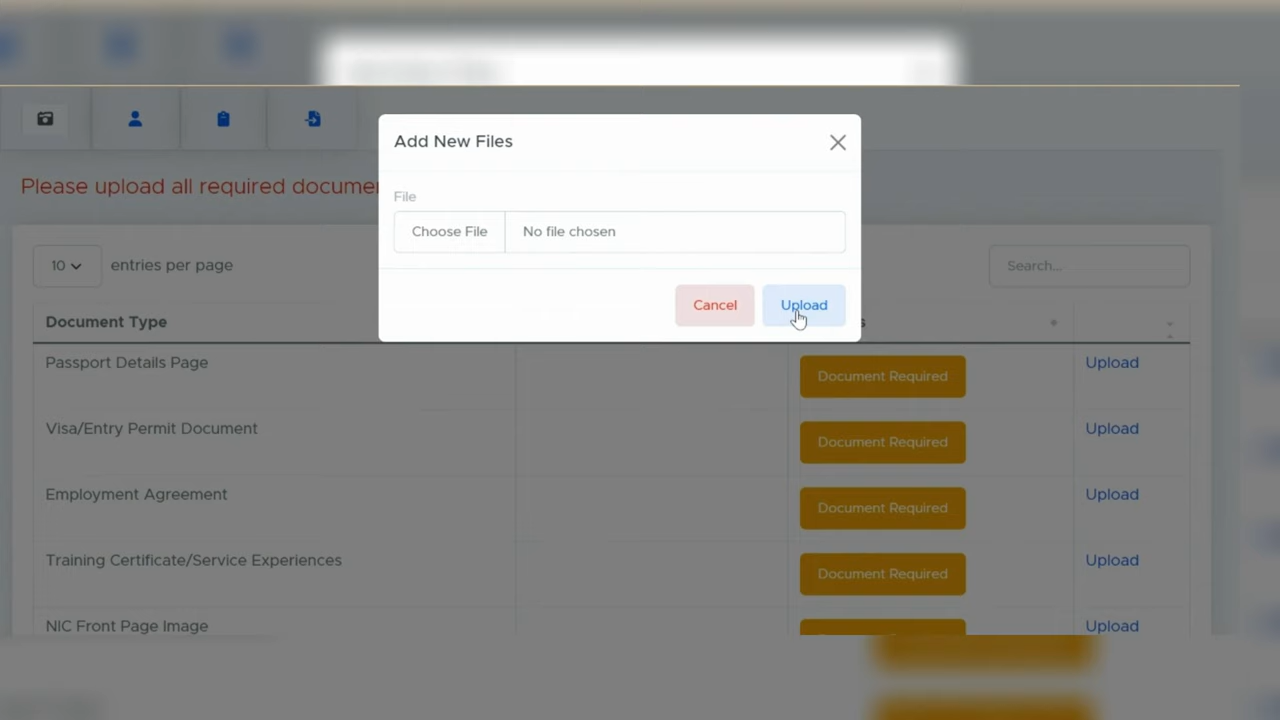 Add New Files
Please upload all required
File
Choose File No file chosen
10 entries per page
Search...
Cancel Upload
Document Type
Passport Details Page Document Required Upload
Visa/Entry Permit Document Document Required Upload
Employment Agreement Document Required Upload
Training Certificate/Service Experiences Document Required Upload
NIC Front Page Image Upload